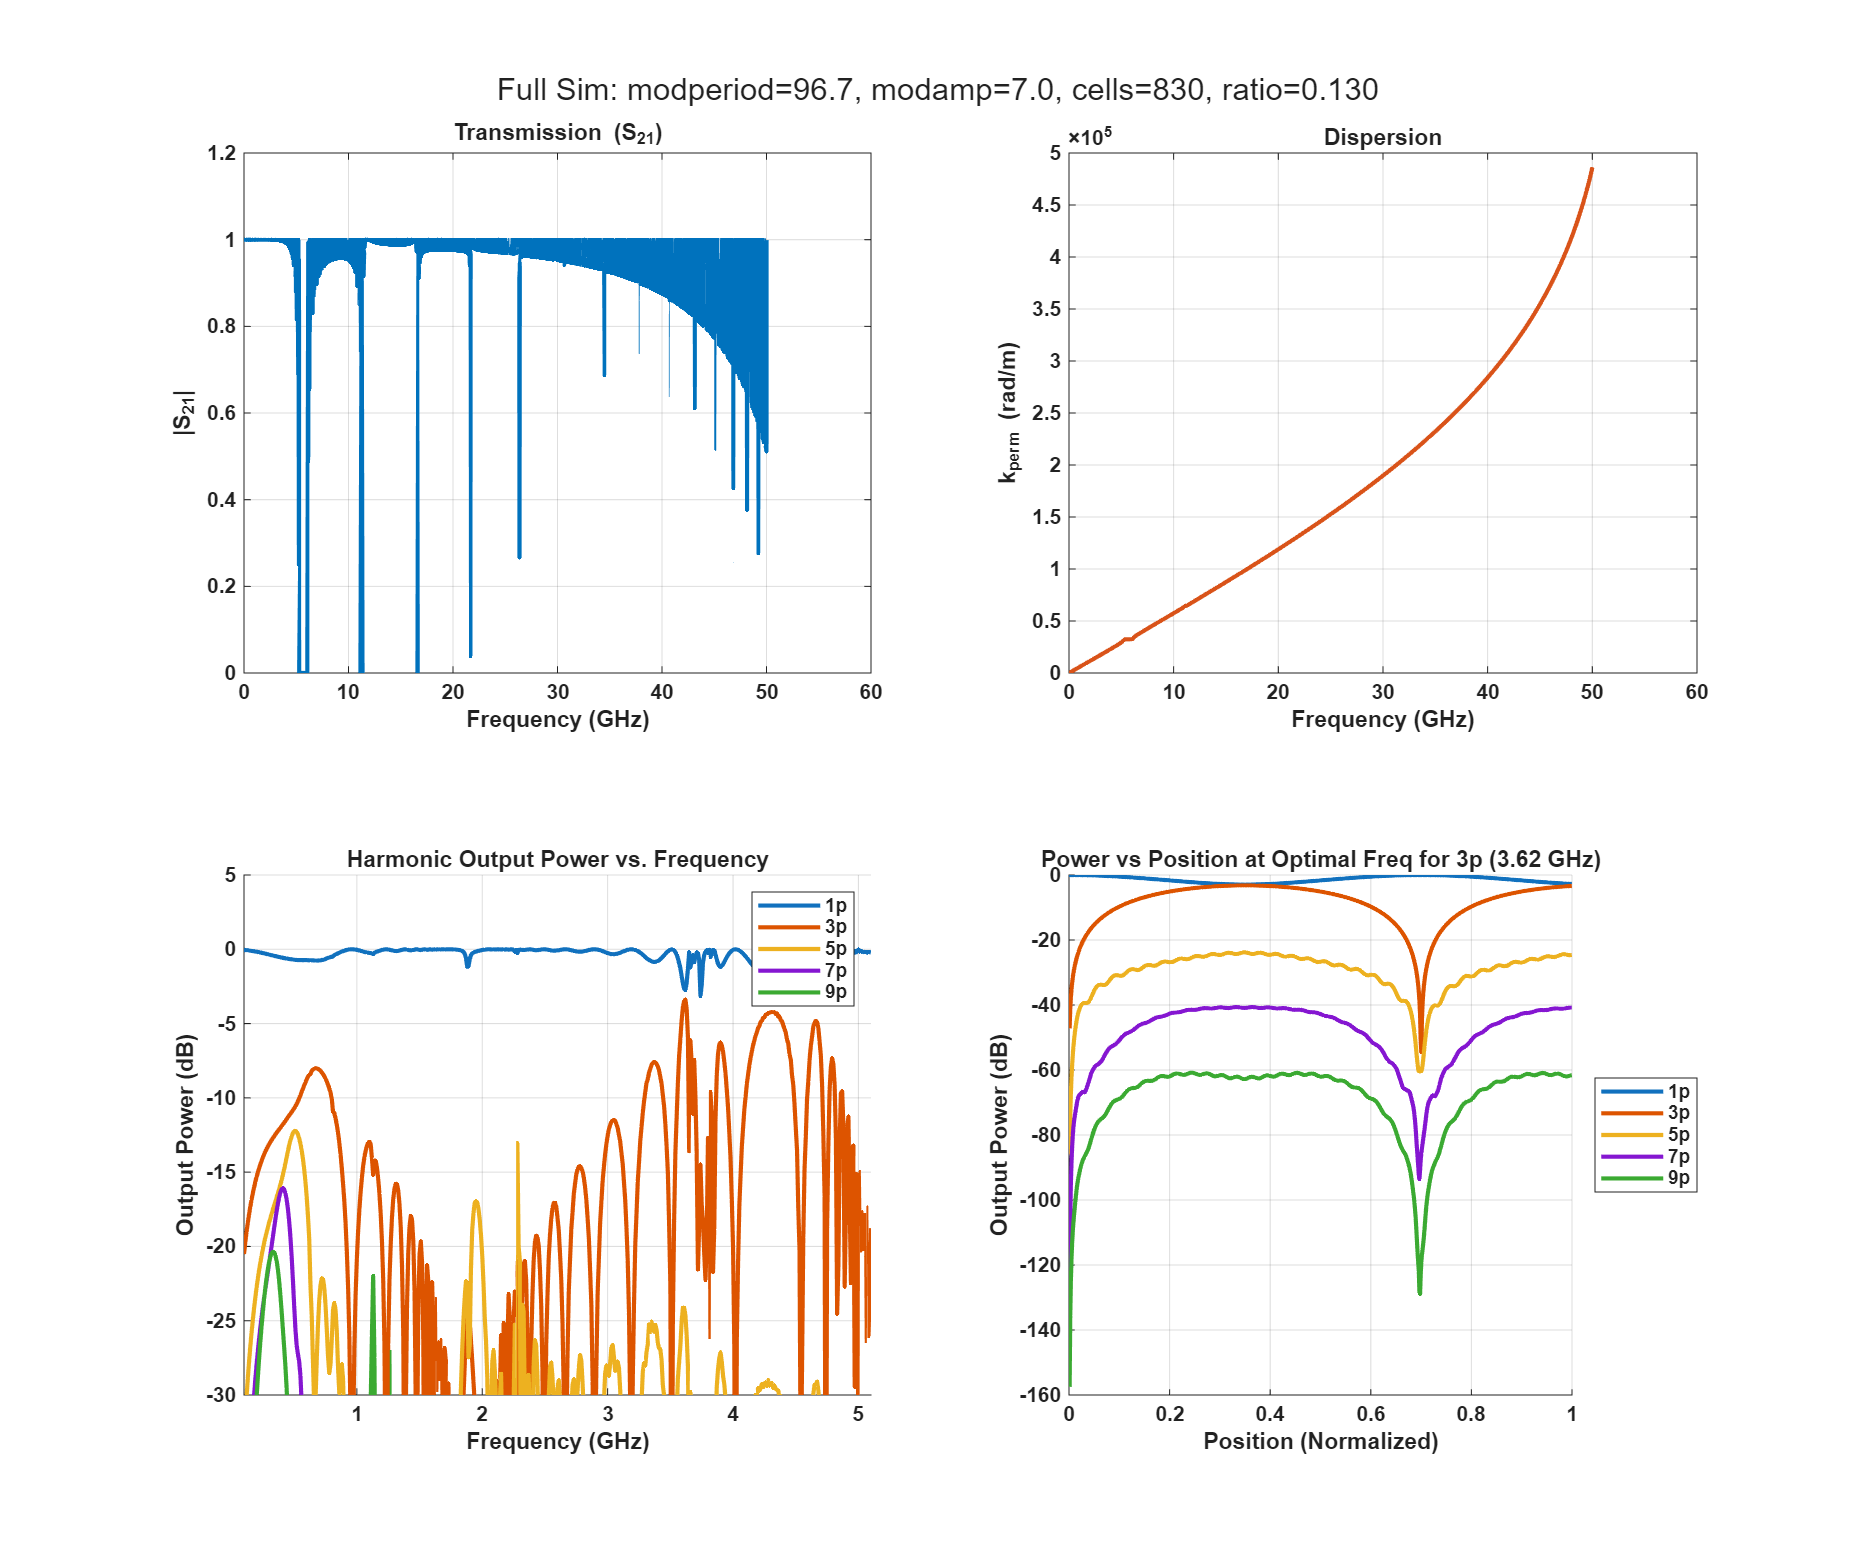 Full Sim: modperiod=96.7, modamp=7.0, cells=830, ratio=0.130
Transmission (S21)
1.2
1
0.8
0.6
0.4
0.2
0
0 10 20 30 40 50 60
|S21|
Frequency (GHz)
Dispersion
×10^5
5
4.5
4
3.5
3
2.5
2
1.5
1
0.5
0
0 10 20 30 40 50 60
kperm (rad/m)
Frequency (GHz)
Harmonic Output Power vs. Frequency
5
0
-5
-10
-15
-20
-25
-30
1 2 3 4 5
Output Power (dB)
Frequency (GHz)
1p
3p
5p
7p
9p
Power vs Position at Optimal Freq for 3p (3.62 GHz)
0
-20
-40
-60
-80
-100
-120
-140
-160
0 0.2 0.4 0.6 0.8 1
Output Power (dB)
Position (Normalized)
1p
3p
5p
7p
9p